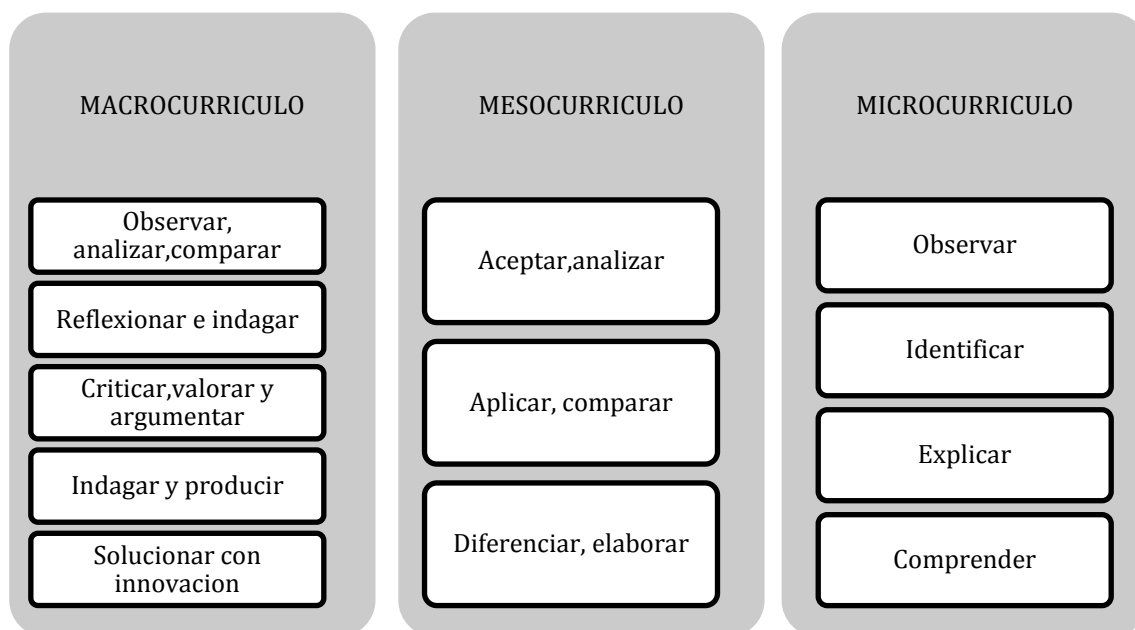 MACROCURRICULO
Observar,
analizar,comparar
Reflexionar e indagar
Criticar,valorar y
argumentar
Indagar y producir
Solucionar con
innovacion
MESOCURRICULO
Aceptar,analizar
Aplicar, comparar
Diferenciar, elaborar
MICROCURRICULO
Observar
Identificar
Explicar
Comprender